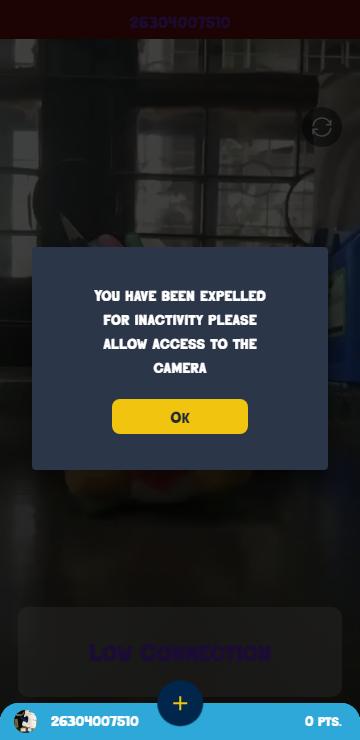 26304007510
YOU HAVE BEEN EXPELLED
FOR INACTIVITY PLEASE
ALLOW ACCESS TO THE
CAMERA
OK
LOW CONNECTION
26304007510
0 PTS.